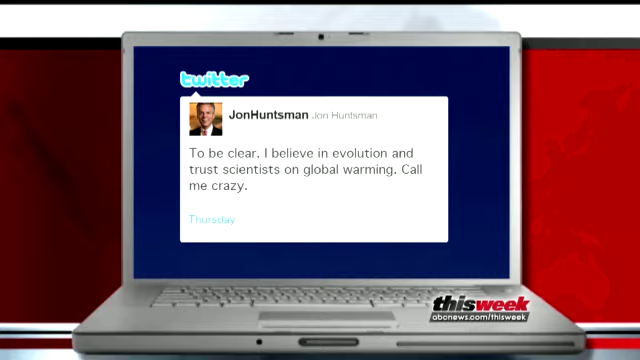 twitter
JonHuntsman Jon Huntsman
To be clear. I believe in evolution and
trust scientists on global warming. Call
me crazy.
Thursday
thisweek
abcnews.com/thisweek